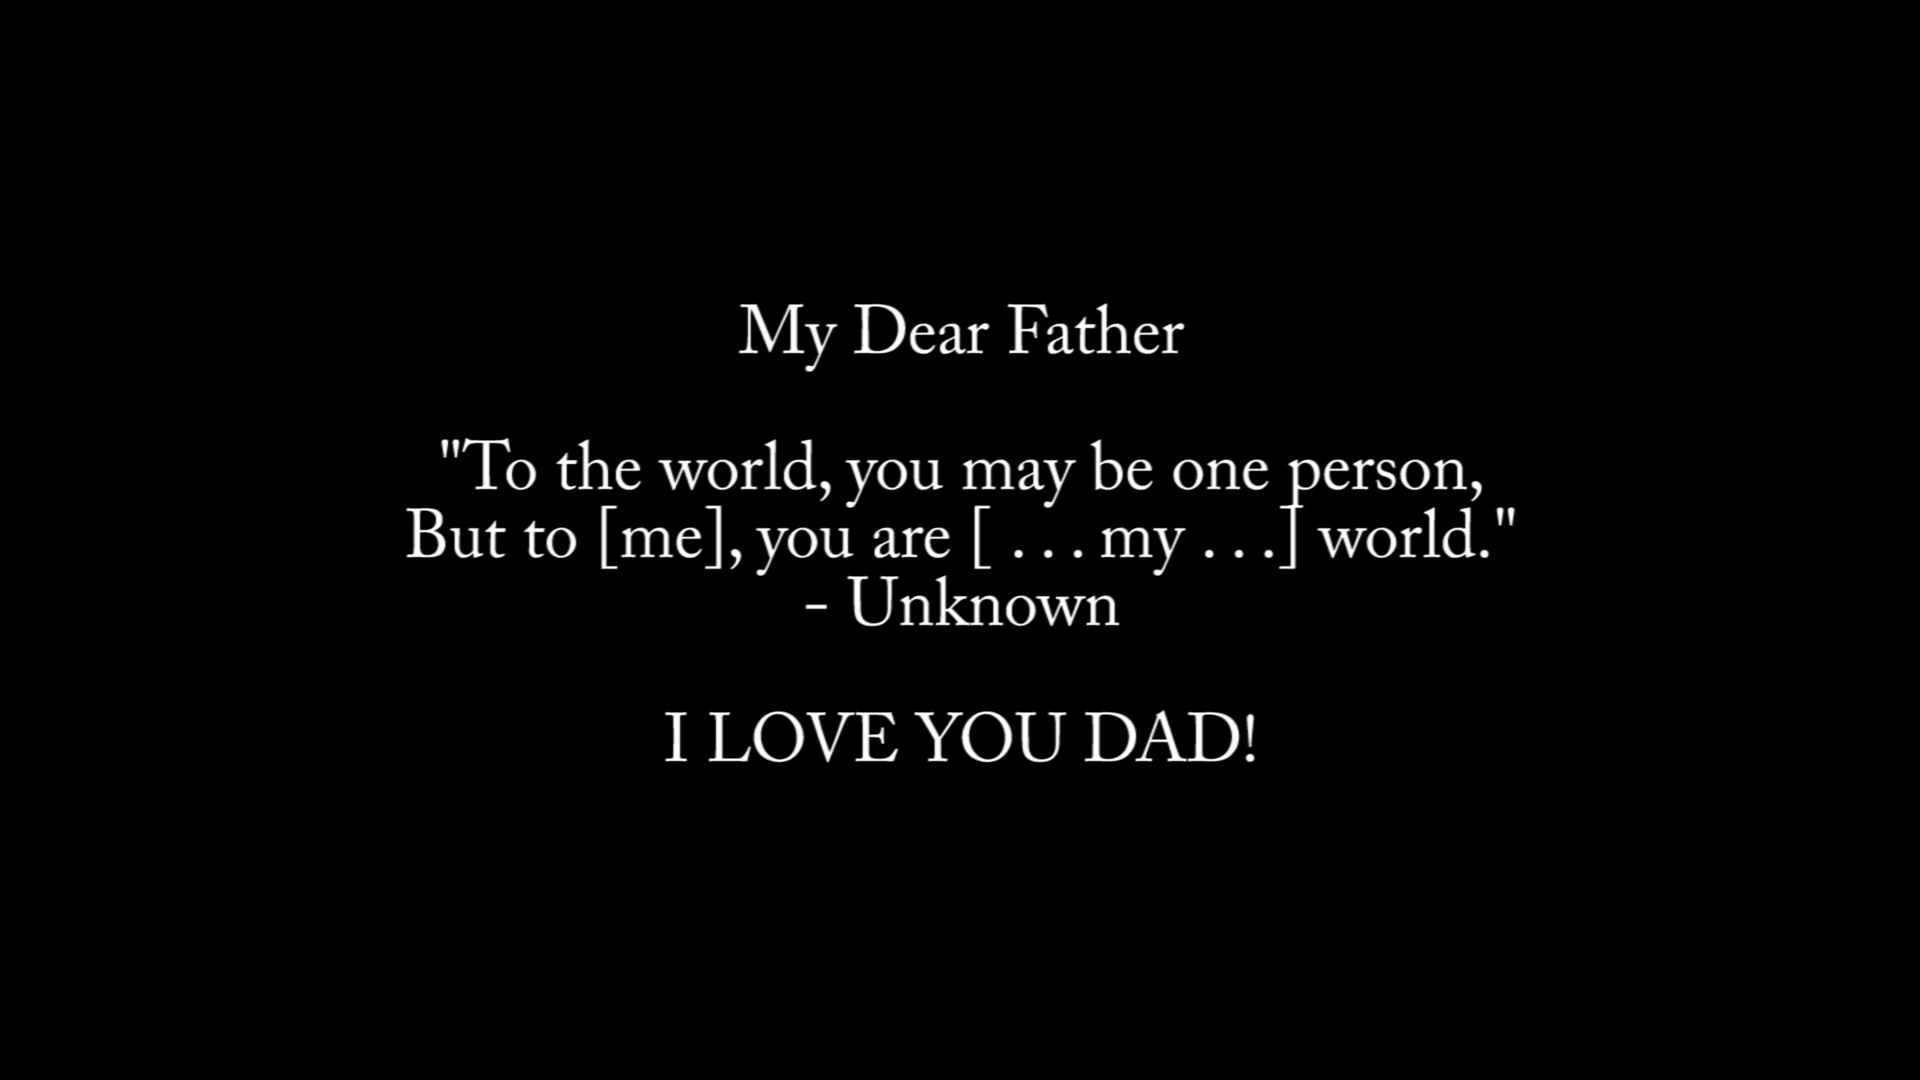 My Dear Father
"To the world, you may be one person,
But to [me], you are [ . . . my . . .] world."
- Unknown
I LOVE YOU DAD!